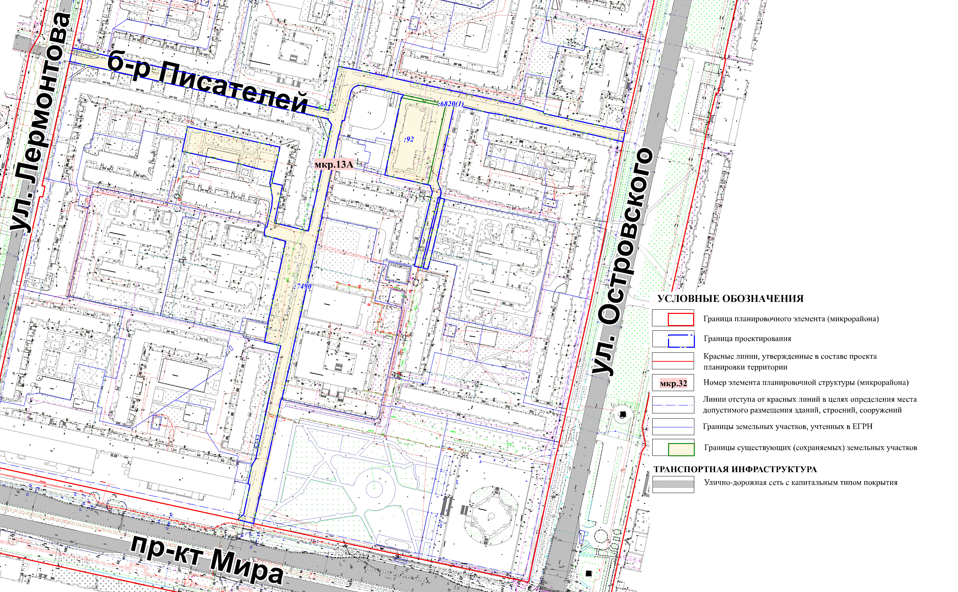 ул. Лермонтова
б-р Писателей
:6820(1)
:92
мкр.13А
ул. Островского
:7490
пр-кт Мира
УСЛОВНЫЕ ОБОЗНАЧЕНИЯ
Граница планировочного элемента (микрорайона)
Граница проектирования
Красные линии, утвержденные в составе проекта
планировки территории
мкр.32 Номер элемента планировочной структуры (микрорайона)
Линии отступа от красных линий в целях определения места
допустимого размещения зданий, строений, сооружений
Границы земельных участков, учтенных в ЕГРН
Границы существующих (сохраняемых) земельных участков
ТРАНСПОРТНАЯ ИНФРАСТРУКТУРА
Улично-дорожная сеть с капитальным типом покрытия